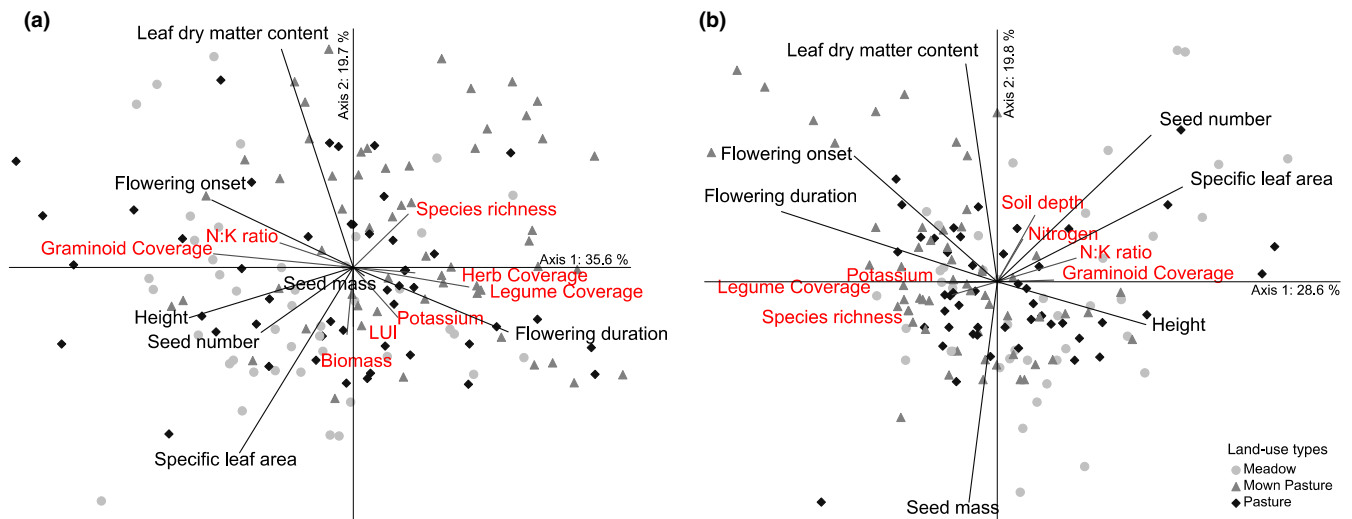 (a)
Leaf dry matter content
Axis 2: 19.7 %
Flowering onset
Species richness
N:K ratio
Graminoid Coverage
Axis 1: 35.6 %
Herb Coverage
Seed mass
Legume Coverage
Height
Potassium
Seed number
LUI
Flowering duration
Biomass
Specific leaf area
(b)
Leaf dry matter content
Axis 2: 19.8 %
Seed number
Flowering onset
Specific leaf area
Flowering duration
Soil depth
Nitrogen
N:K ratio
Potassium
Graminoid Coverage
Legume Coverage
Axis 1: 28.6 %
Species richness
Height
Seed mass
Land-use types
Meadow
Mown Pasture
Pasture